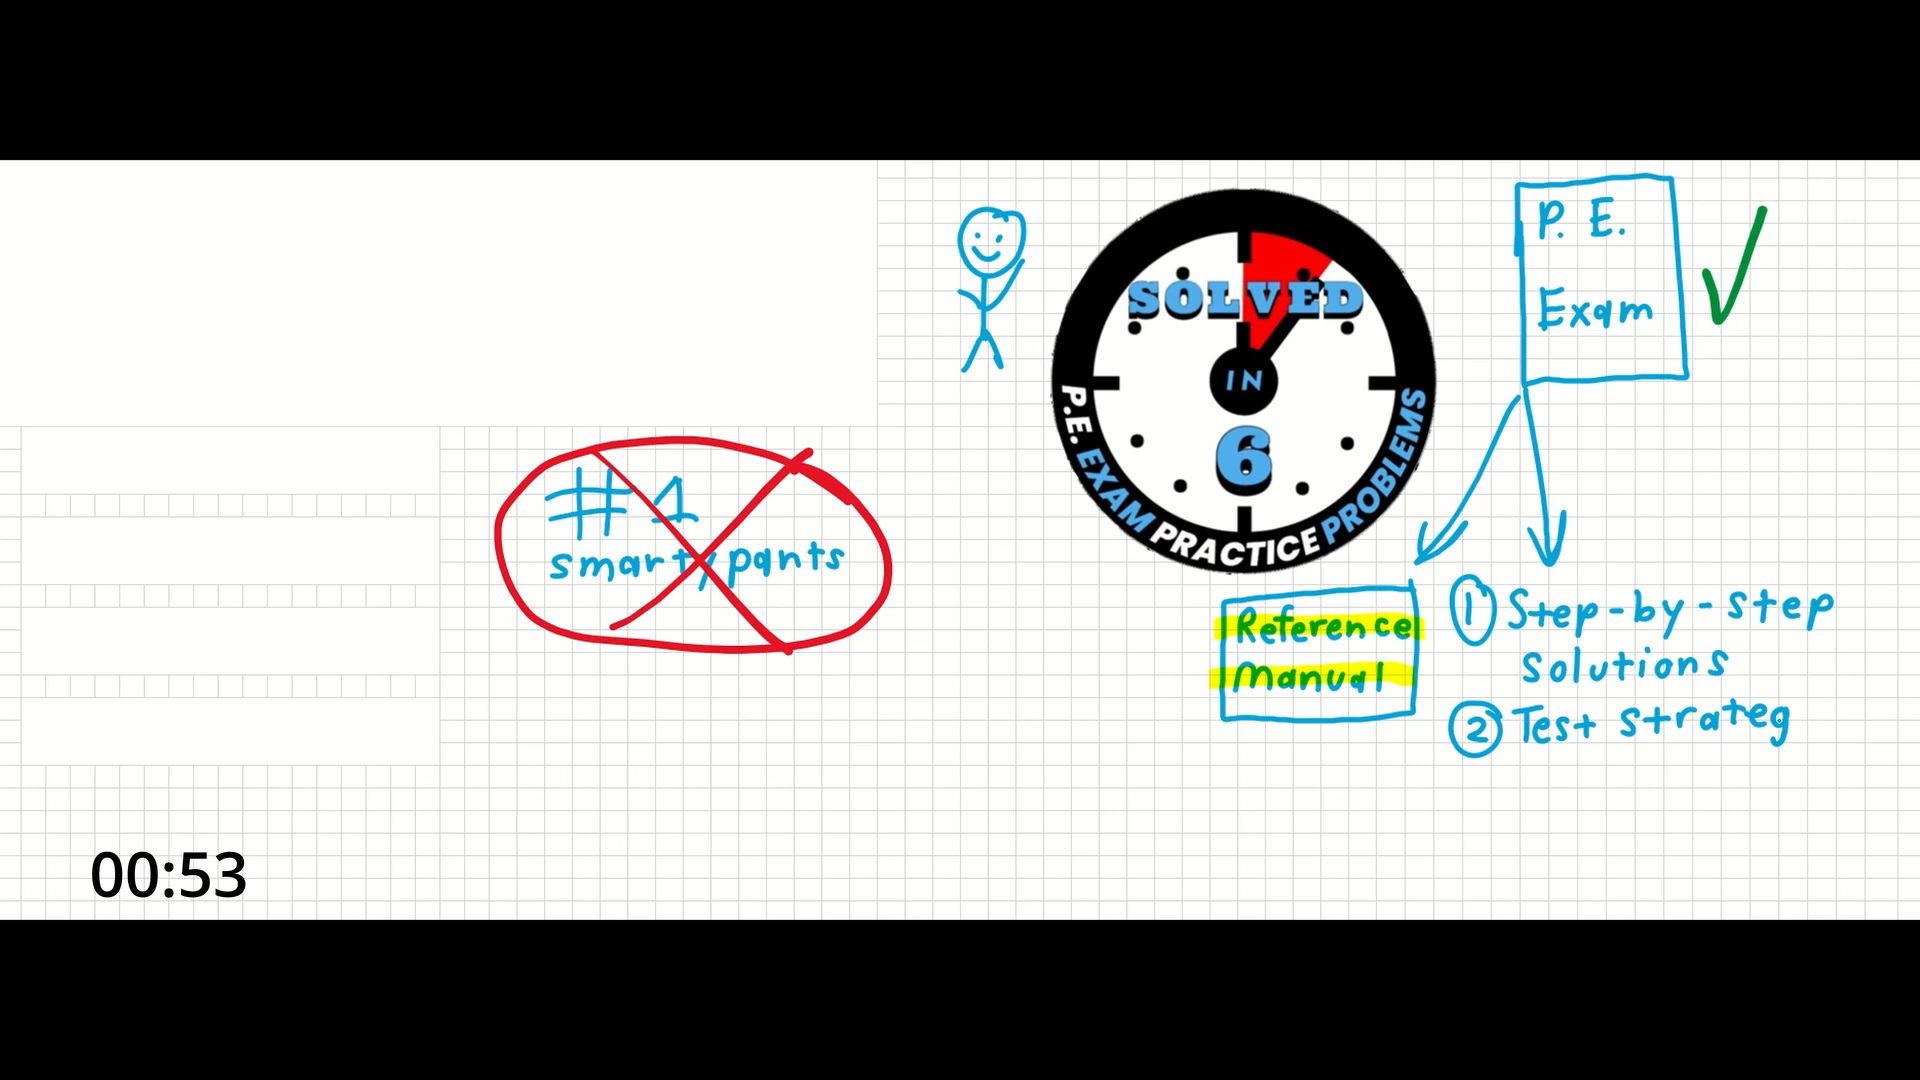 # 1
smarty pants
SOLVED
IN
6
P.E. EXAM PRACTICE PROBLEMS
P. E.
Exam
Reference
Manual
1 Step-by-step
solutions
2 Test strateg
00:53